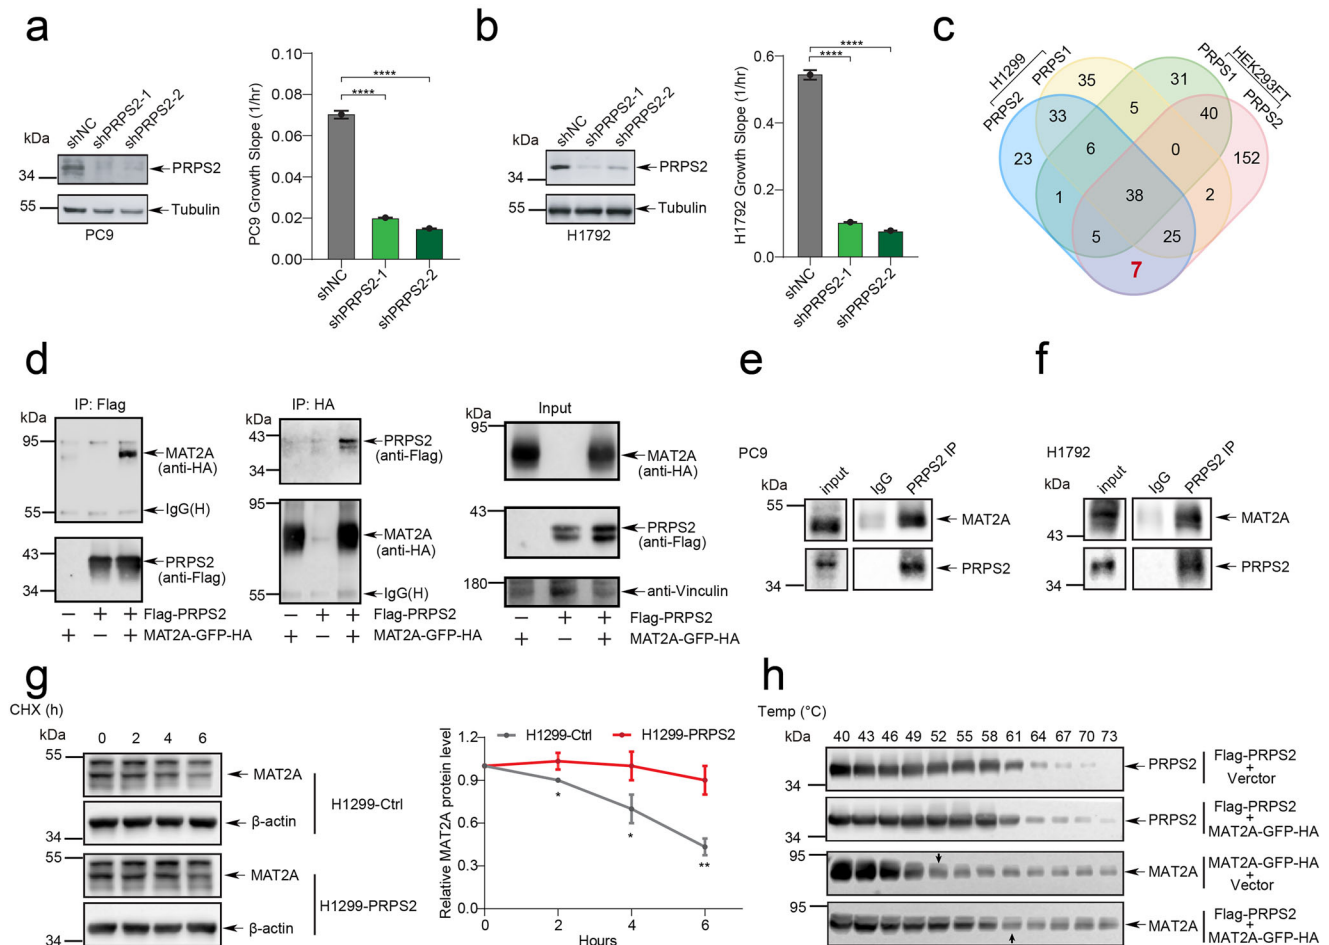 a
kDa
shNC
shPRPS2-1
shPRPS2-2
34
PRPS2
55
Tubulin
PC9
PC9 Growth Slope (1/hr)
0.10
0.08
0.06
0.04
0.02
0.00
****
****
shNC
shPRPS2-1
shPRPS2-2
b
kDa
shNC
shPRPS2-1
shPRPS2-2
34
PRPS2
55
Tubulin
H1792
H1792 Growth Slope (1/hr)
0.6
0.4
0.2
0.0
****
****
shNC
shPRPS2-1
shPRPS2-2
c
H1299
PRPS2
PRPS1
HEK293FT
PRPS1
PRPS2
35
31
33
5
40
23
6
0
152
1
38
2
5
25
7
d
IP: Flag
kDa
95
MAT2A
(anti-HA)
55
IgG(H)
43
PRPS2
(anti-Flag)
34
– + + Flag-PRPS2
+ – + MAT2A-GFP-HA
IP: HA
kDa
43
PRPS2
(anti-Flag)
34
95
MAT2A
(anti-HA)
55
IgG(H)
– + + Flag-PRPS2
+ – + MAT2A-GFP-HA
Input
kDa
95
MAT2A
(anti-HA)
43
PRPS2
(anti-Flag)
34
180
anti-Vinculin
– + + Flag-PRPS2
+ – + MAT2A-GFP-HA
e
PC9
kDa
input
IgG
PRPS2 IP
55
MAT2A
PRPS2
34
f
H1792
kDa
input
IgG
PRPS2 IP
MAT2A
43
PRPS2
34
g
CHX (h)
kDa
0 2 4 6
55
MAT2A
β-actin
34
H1299-Ctrl
55
MAT2A
β-actin
34
H1299-PRPS2
H1299-Ctrl
H1299-PRPS2
Relative MAT2A protein level
1.2
0.9
0.6
0.3
0.0
*
*
**
0 2 4 6
Hours
h
Temp (°C)
kDa
40 43 46 49 52 55 58 61 64 67 70 73
34
PRPS2
Flag-PRPS2
+
Verctor
34
PRPS2
Flag-PRPS2
+
MAT2A-GFP-HA
95
MAT2A
MAT2A-GFP-HA
+
Vector
95
MAT2A
Flag-PRPS2
+
MAT2A-GFP-HA